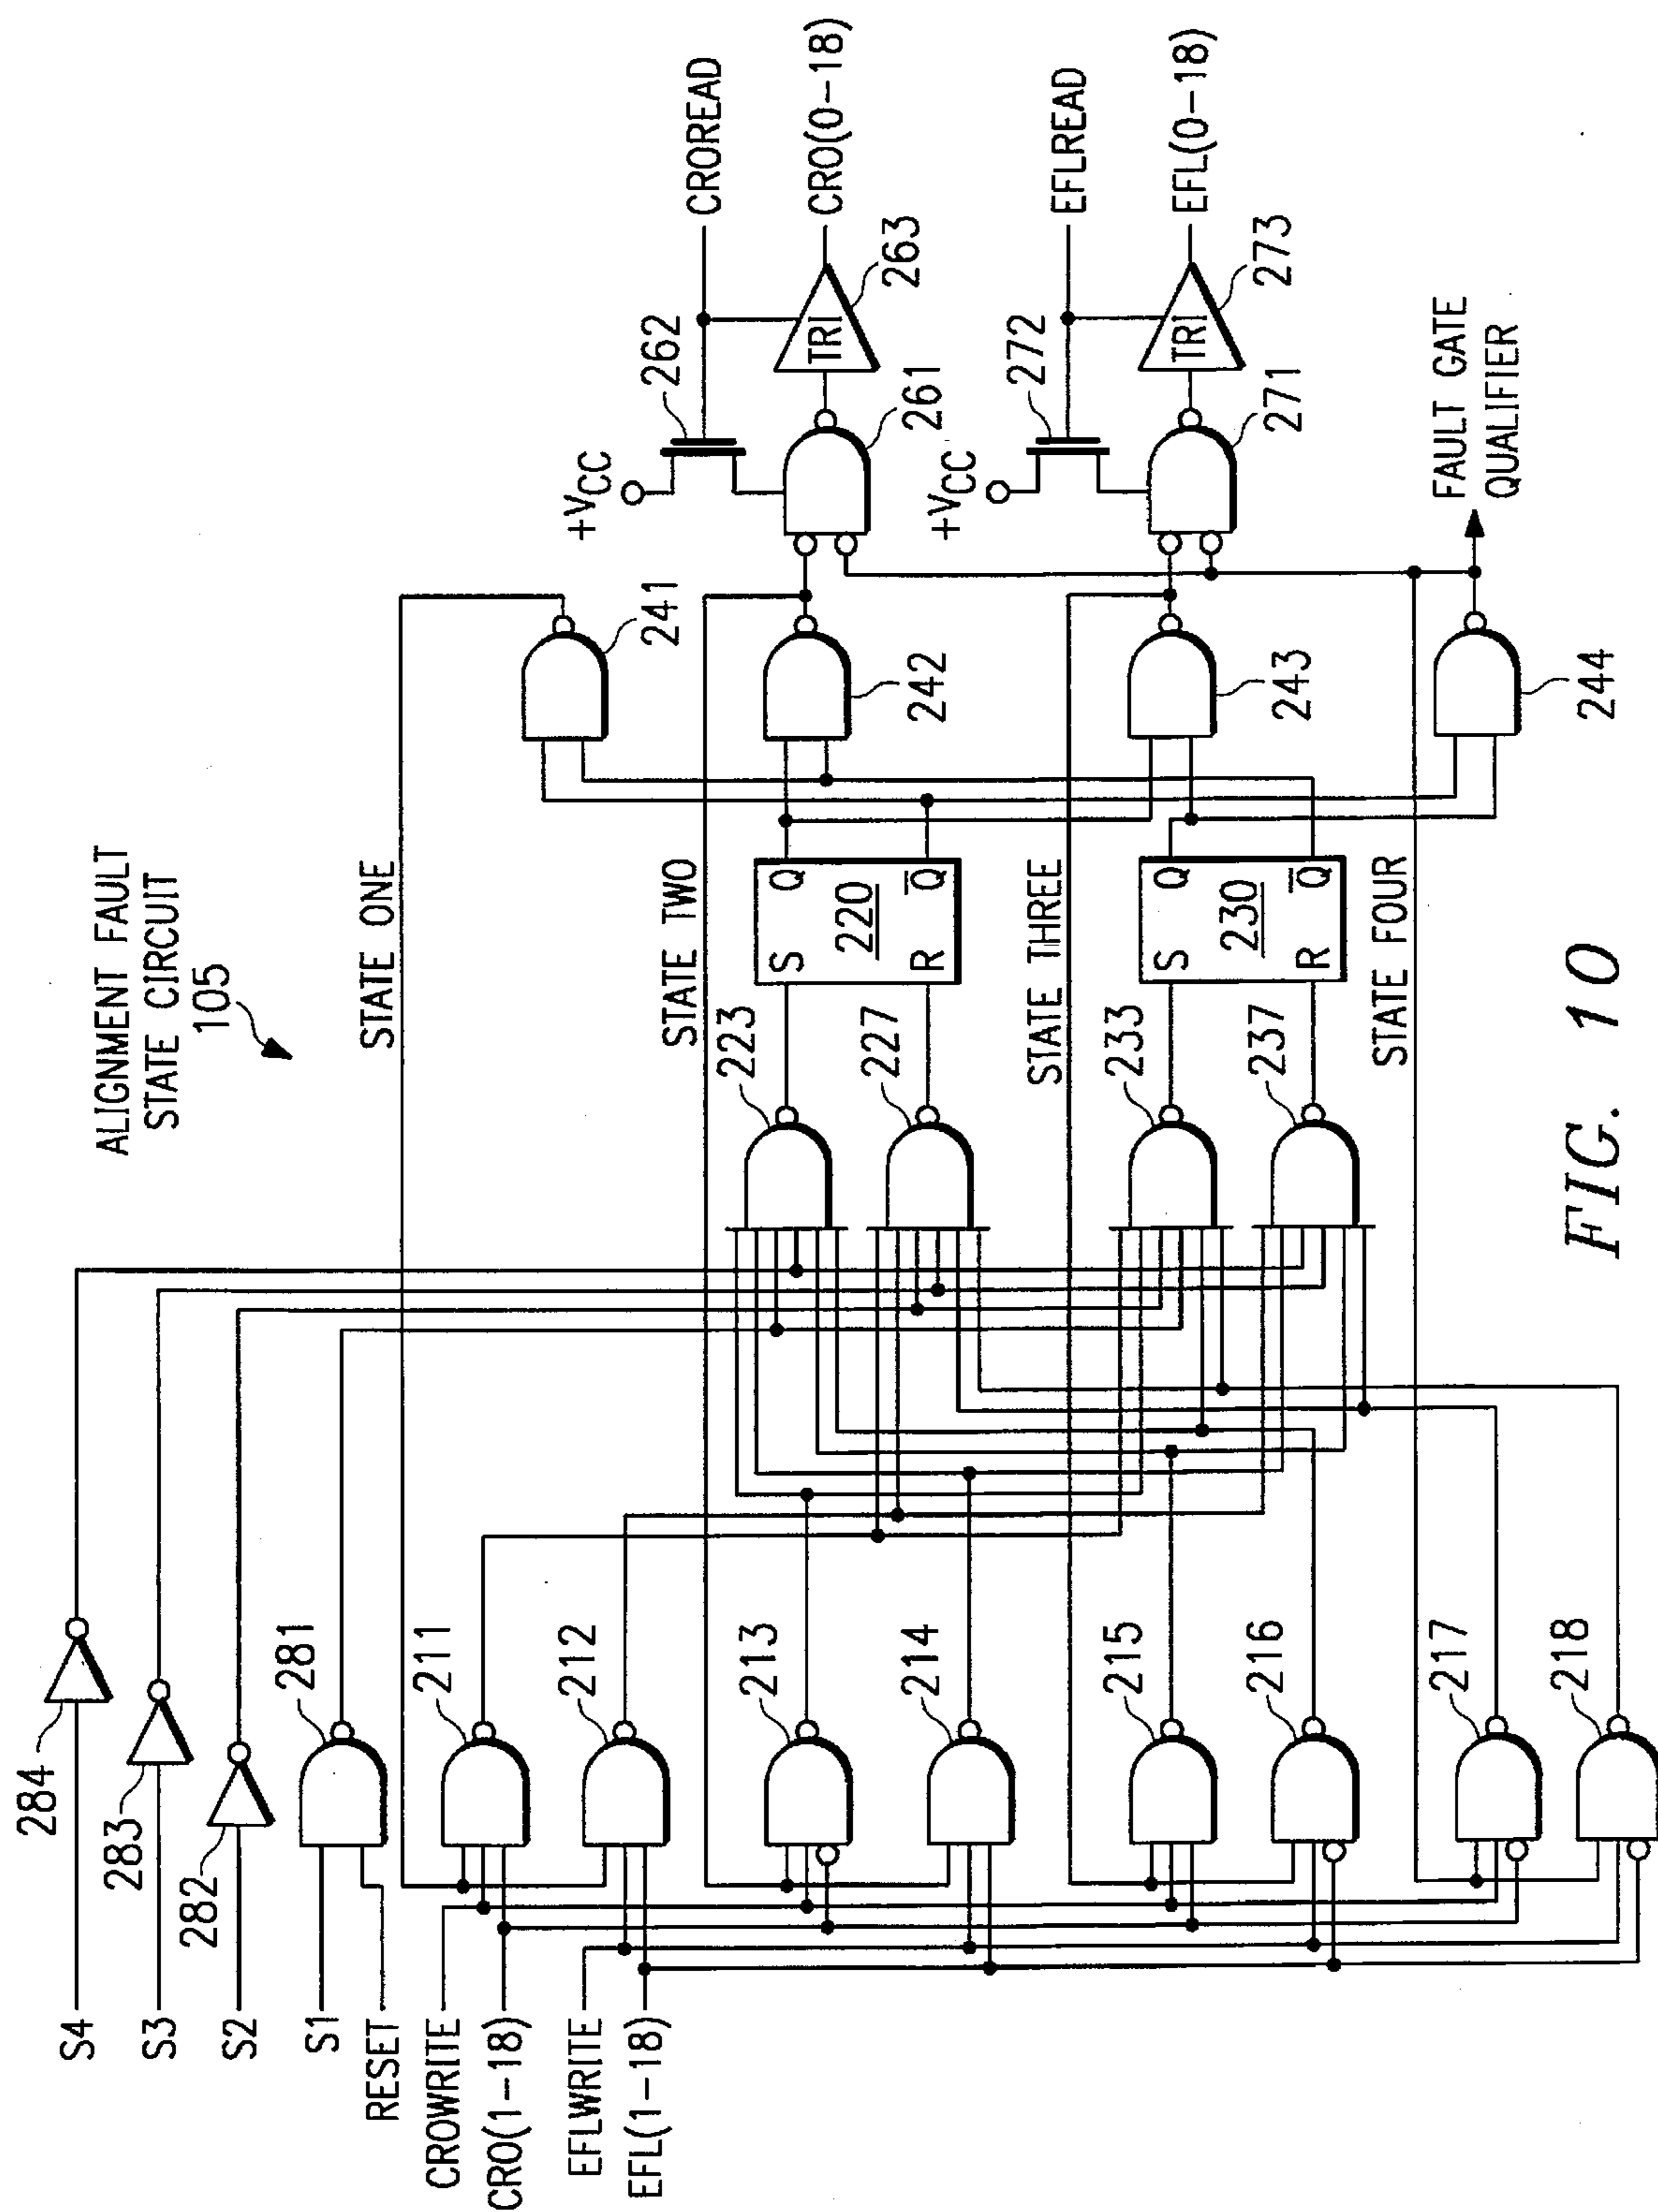 ALIGNMENT FAULT
STATE CIRCUIT
105
S4
S3
S2
S1
RESET
CROWRITE
CRO(1-18)
EFLWRITE
EFL(1-18)
284
283
282
281
211
212
213
214
215
216
217
218
STATE ONE
STATE TWO
STATE THREE
STATE FOUR
223
227
233
237
S
Q
220
R
Q̅
S
Q
230
R
Q̅
241
242
243
244
+VCC
262
261
TRI
263
CROREAD
CRO(0-18)
+VCC
272
271
TRI
273
EFLREAD
EFL(0-18)
FAULT GATE
QUALIFIER
FIG. 10